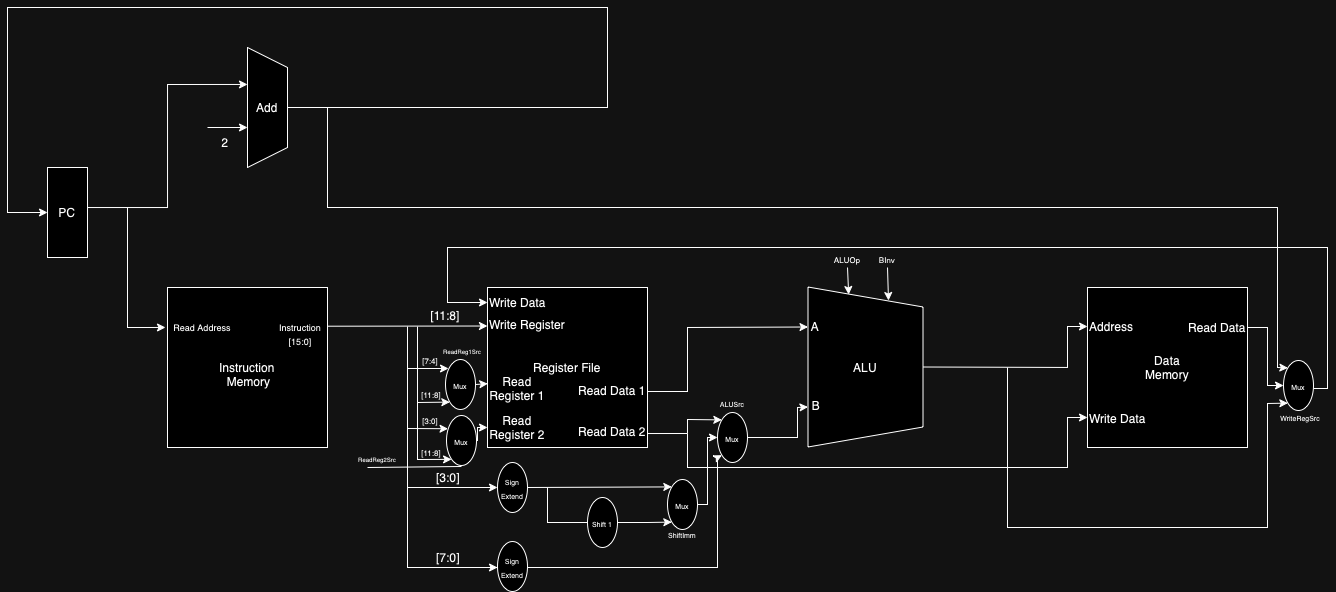 Add
2
PC
ALUOp
BInv
Write Data
[11:8]
Write Register
Read Address
Instruction
[15:0]
Instruction
Memory
ReadReg1Src
[7:4]
Mux
[11:8]
Register File
Read
Register 1
Read Data 1
[3:0]
Mux
[11:8]
Read
Register 2
Read Data 2
ReadReg2Src
A
ALU
B
ALUSrc
Mux
Address
Read Data
Data
Memory
Write Data
Mux
WriteRegSrc
[3:0]
Sign
Extend
Shift 1
Mux
ShiftImm
[7:0]
Sign
Extend